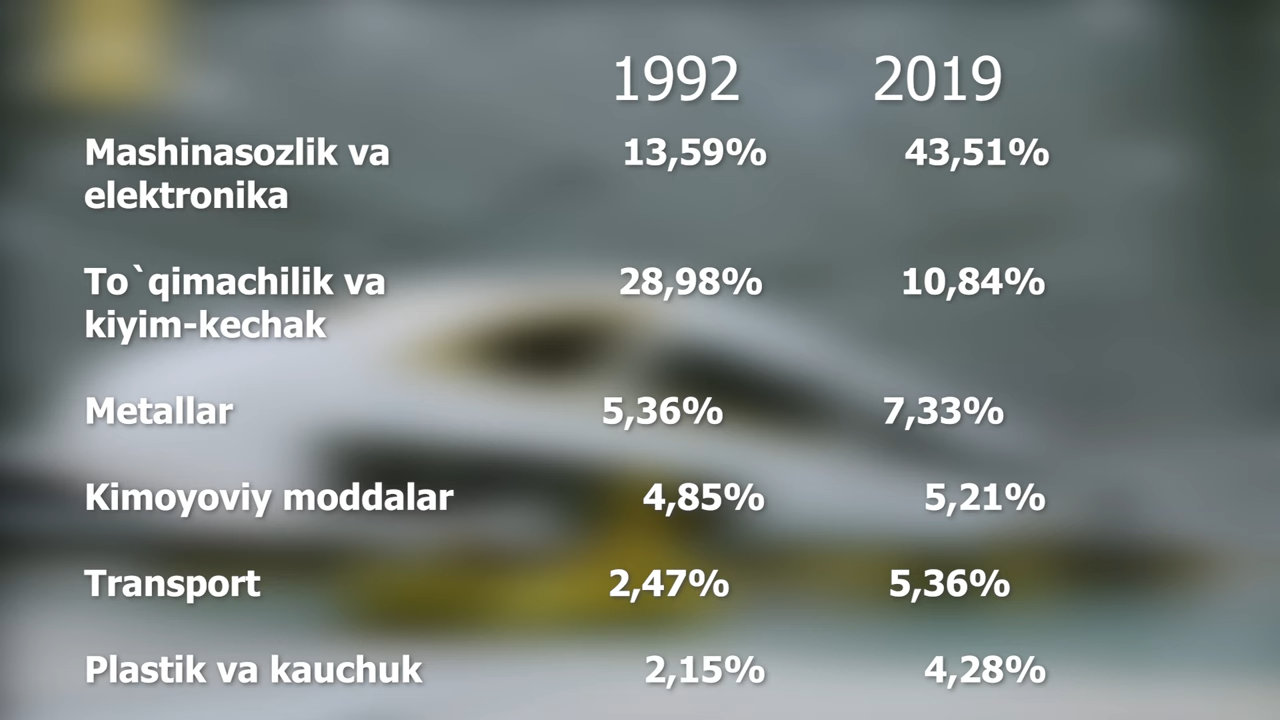 1992 2019
Mashinasozlik va 13,59% 43,51%
elektronika
To`qimachilik va 28,98% 10,84%
kiyim-kechak
Metallar 5,36% 7,33%
Kimoyoviy moddalar 4,85% 5,21%
Transport 2,47% 5,36%
Plastik va kauchuk 2,15% 4,28%